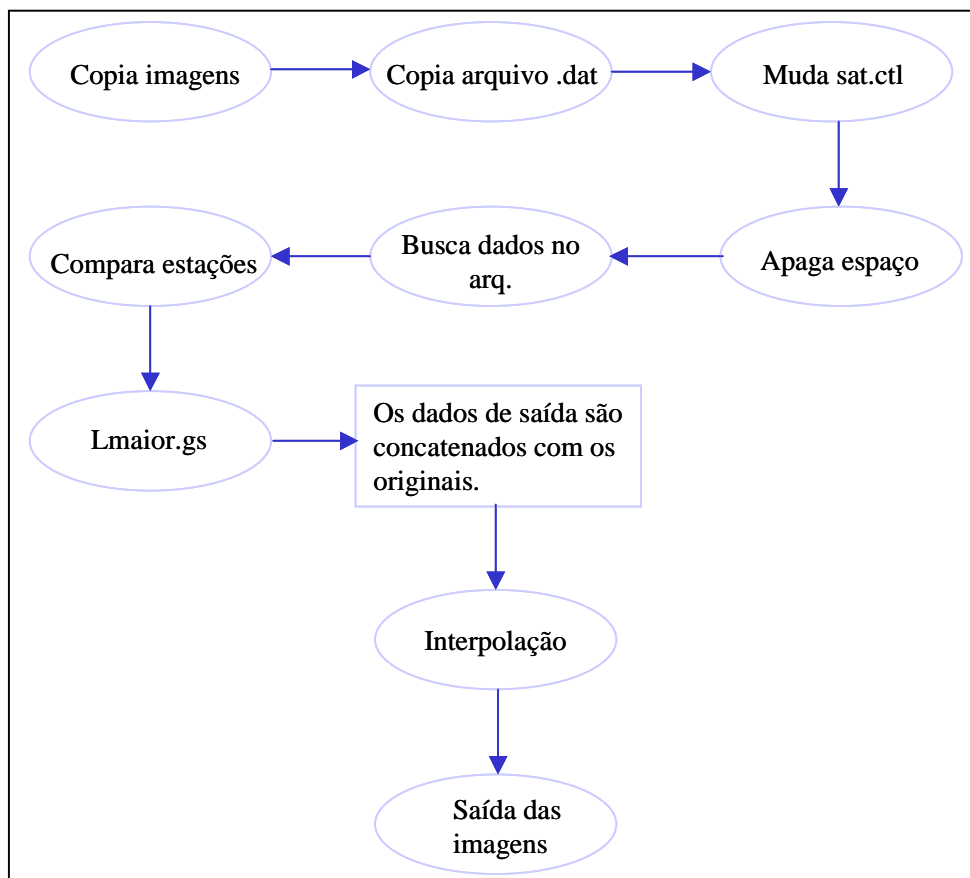 Copia imagens
Copia arquivo .dat
Muda sat.ctl
Apaga espaço
Busca dados no
arq.
Compara estações
Lmaior.gs
Os dados de saída são
concatenados com os
originais.
Interpolação
Saída das
imagens